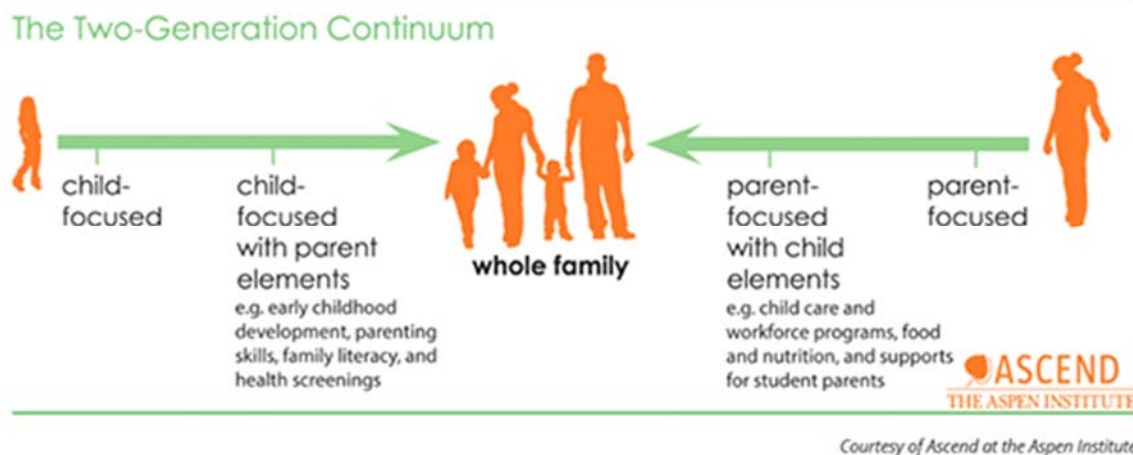 The Two-Generation Continuum
child-
focused
child-
focused
with parent
elements
e.g. early childhood
development, parenting
skills, family literacy, and
health screenings
whole family
parent-
focused
with child
elements
e.g. child care and
workforce programs, food
and nutrition, and supports
for student parents
parent-
focused
ASCEND
THE ASPEN INSTITUTE
Courtesy of Ascend at the Aspen Institute